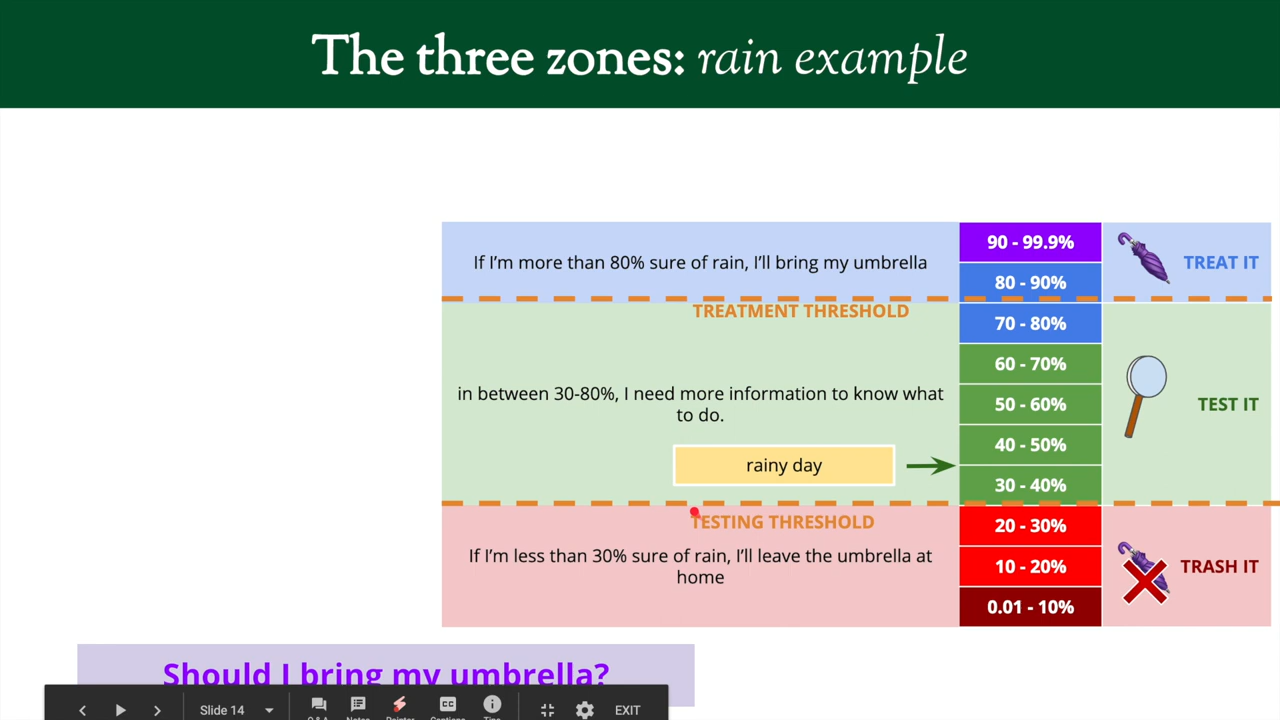 The three zones: rain example
If I’m more than 80% sure of rain, I’ll bring my umbrella
90 - 99.9%
80 - 90%
TREAT IT
TREATMENT THRESHOLD
70 - 80%
60 - 70%
in between 30-80%, I need more information to know what
to do.
50 - 60%
TEST IT
40 - 50%
rainy day
30 - 40%
TESTING THRESHOLD
20 - 30%
If I’m less than 30% sure of rain, I’ll leave the umbrella at
home
10 - 20%
TRASH IT
0.01 - 10%
Should I bring my umbrella?
Slide 14
Q & A
Notes
Pointer
Captions
Tips
EXIT